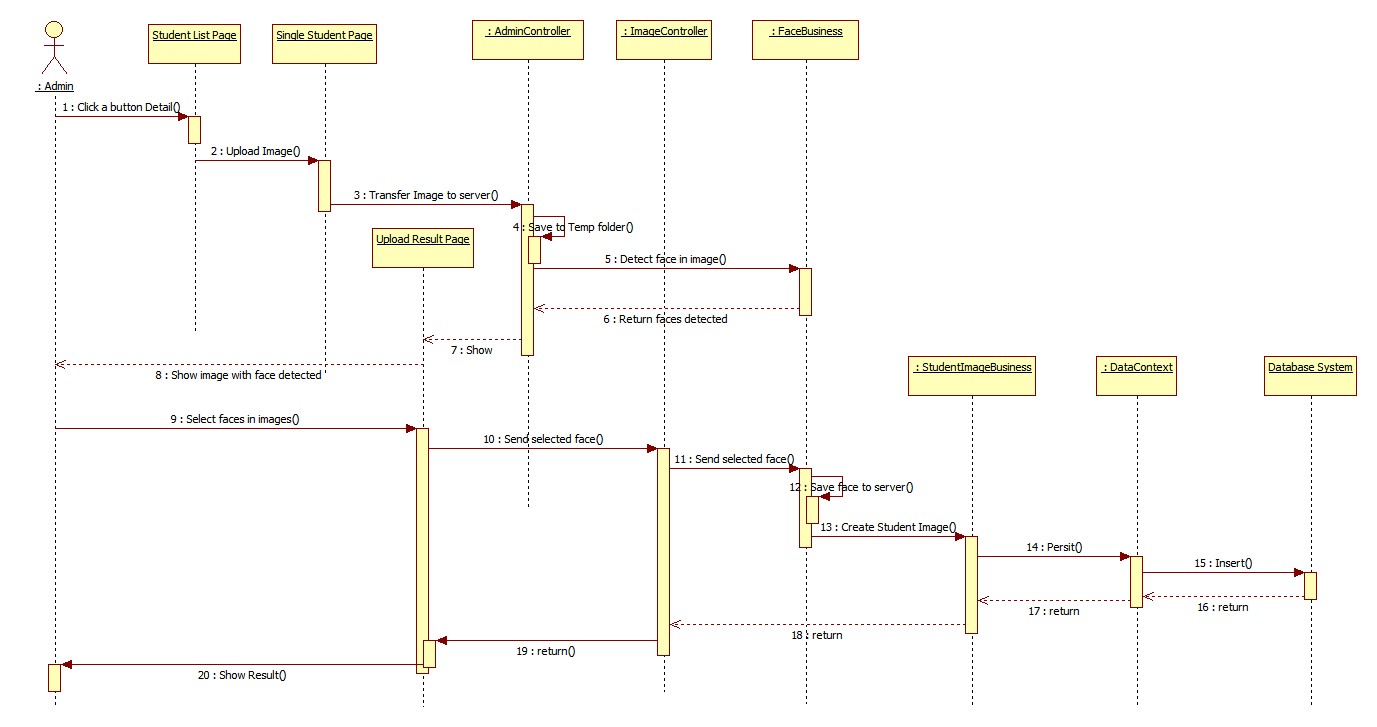 Student List Page
Single Student Page
: AdminController
: ImageController
: FaceBusiness
: Admin
1 : Click a button Detail()
2 : Upload Image()
3 : Transfer Image to server()
4 : Save to Temp folder()
Upload Result Page
5 : Detect face in image()
6 : Return faces detected
7 : Show
8 : Show image with face detected
: StudentImageBusiness
: DataContext
Database System
9 : Select faces in images()
10 : Send selected face()
11 : Send selected face()
12 : Save face to server()
13 : Create Student Image()
14 : Persit()
15 : Insert()
16 : return
17 : return
18 : return
19 : return()
20 : Show Result()